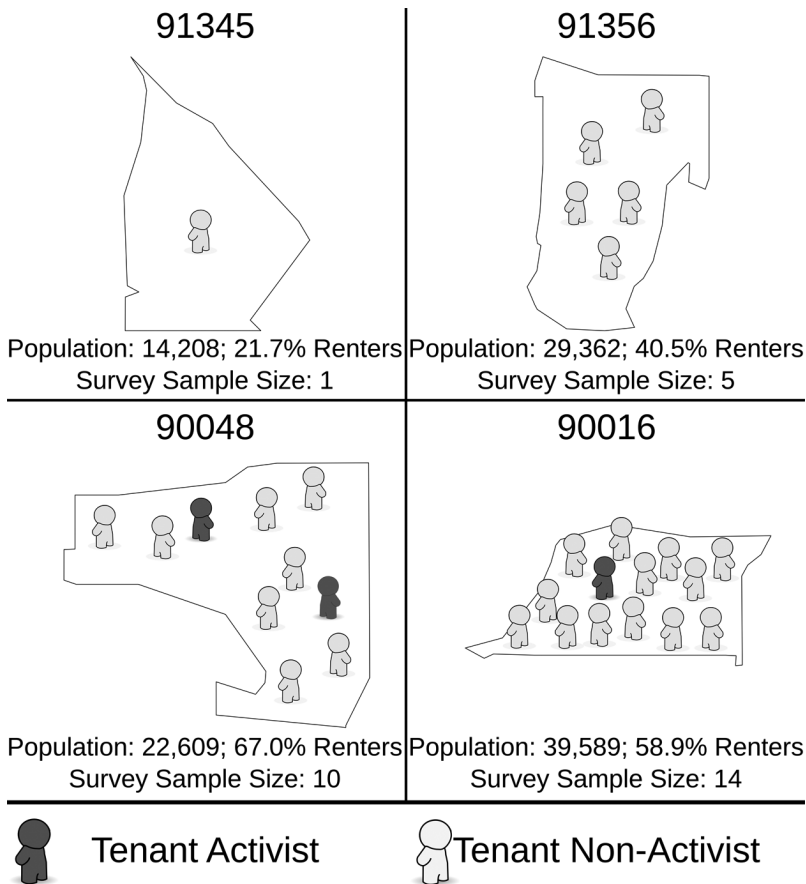 91345
Population: 14,208; 21.7% Renters
Survey Sample Size: 1
91356
Population: 29,362; 40.5% Renters
Survey Sample Size: 5
90048
Population: 22,609; 67.0% Renters
Survey Sample Size: 10
90016
Population: 39,589; 58.9% Renters
Survey Sample Size: 14
Tenant Activist
Tenant Non-Activist